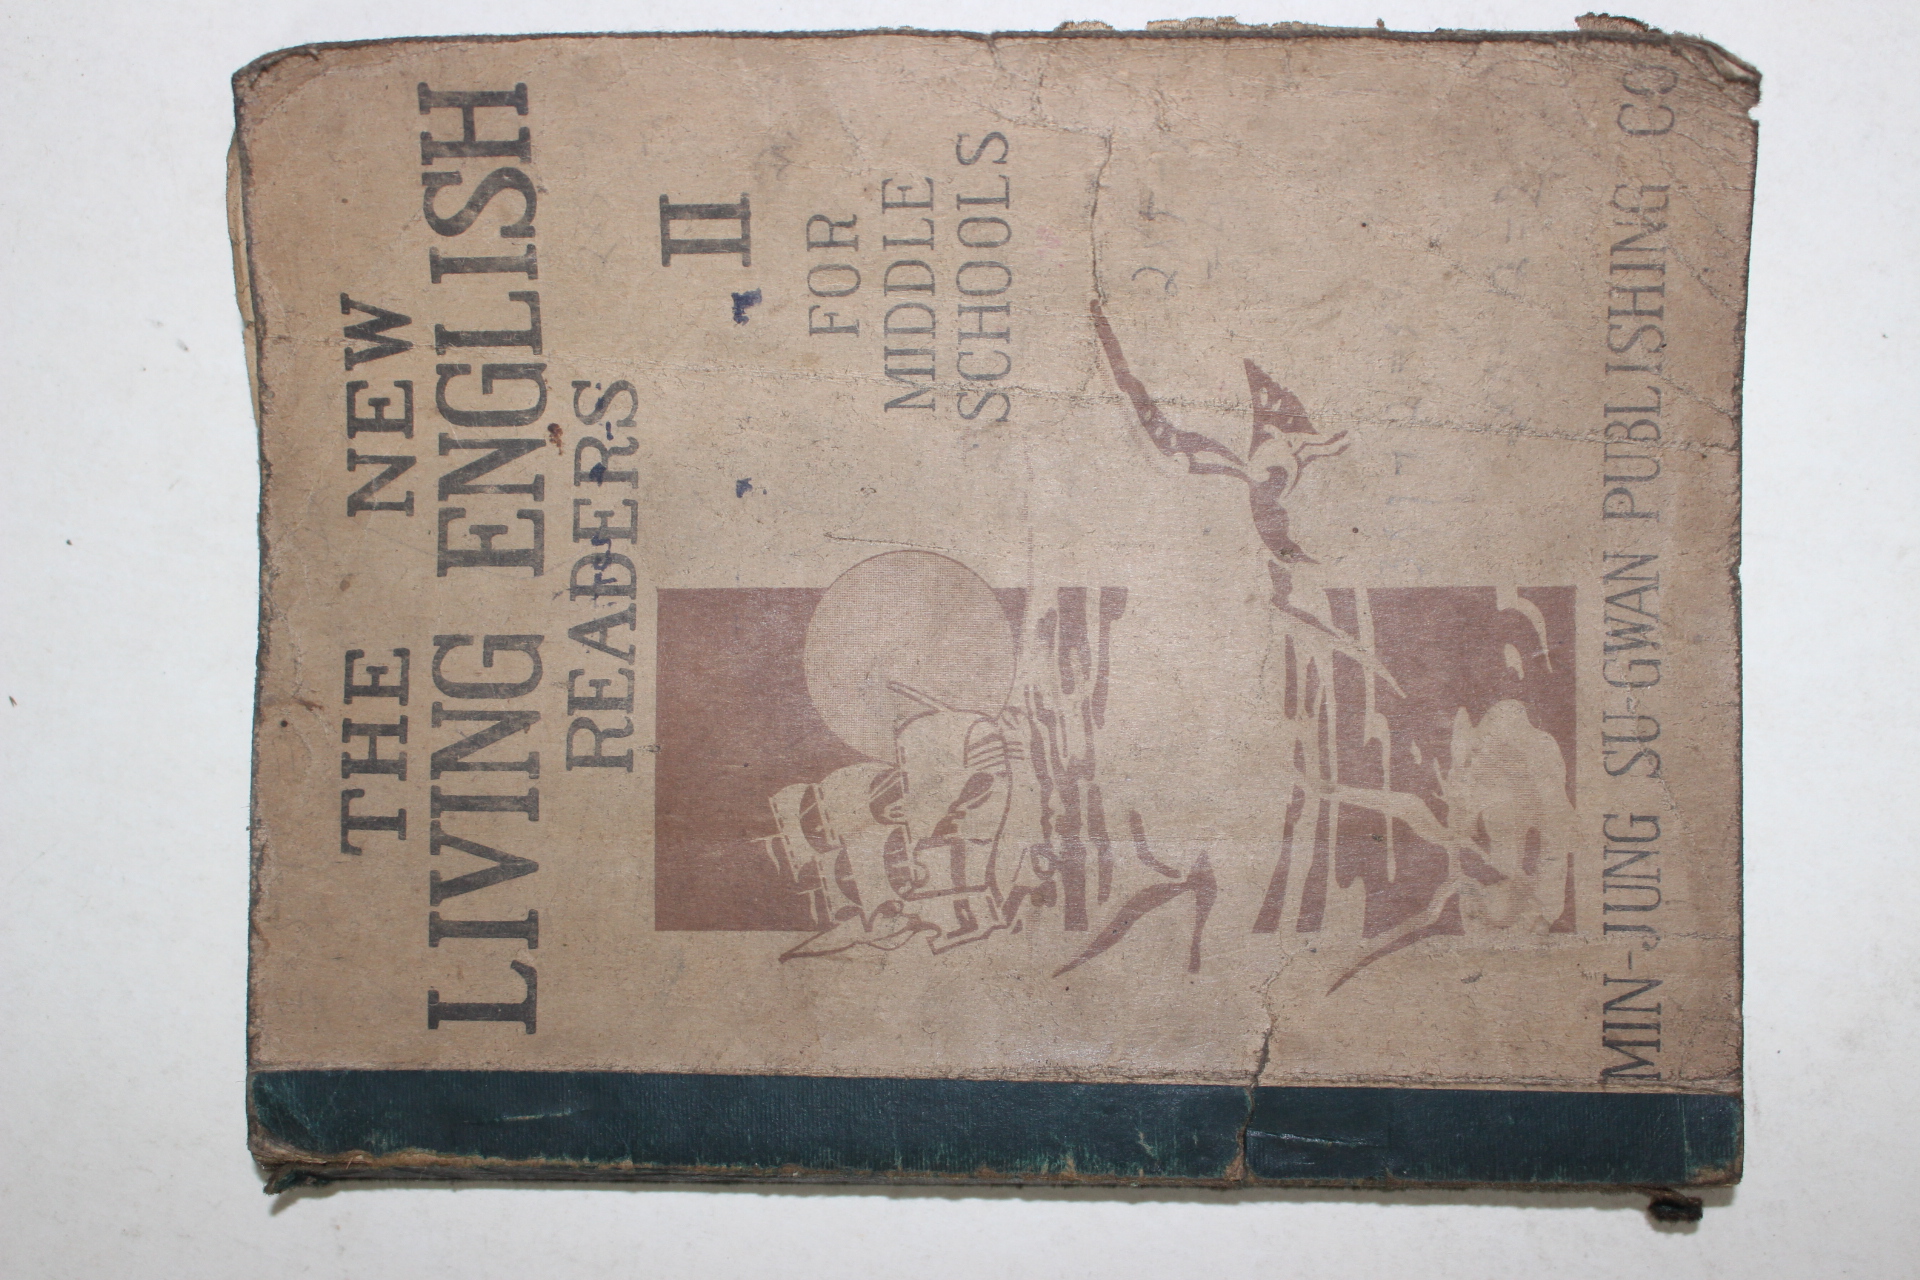 THE NEW
LIVING ENGLISH
READERS
II
FOR
MIDDLE
SCHOOLS
MIN-JUNG SU-GWAN PUBLISHING CO